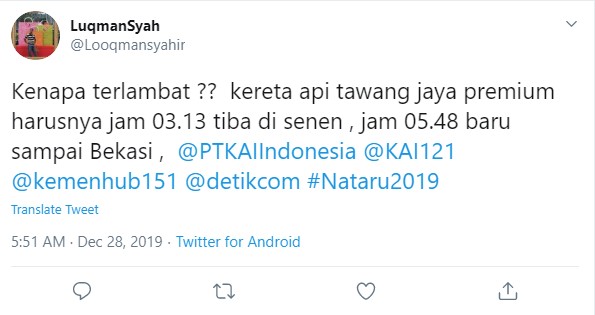 LuqmanSyah
@Looqmansyahir
Kenapa terlambat ?? kereta api tawang jaya premium
harusnya jam 03.13 tiba di senen , jam 05.48 baru
sampai Bekasi , @PTKAIIndonesia @KAI121
@kemenhub151 @detikcom #Nataru2019
Translate Tweet
5:51 AM · Dec 28, 2019 · Twitter for Android